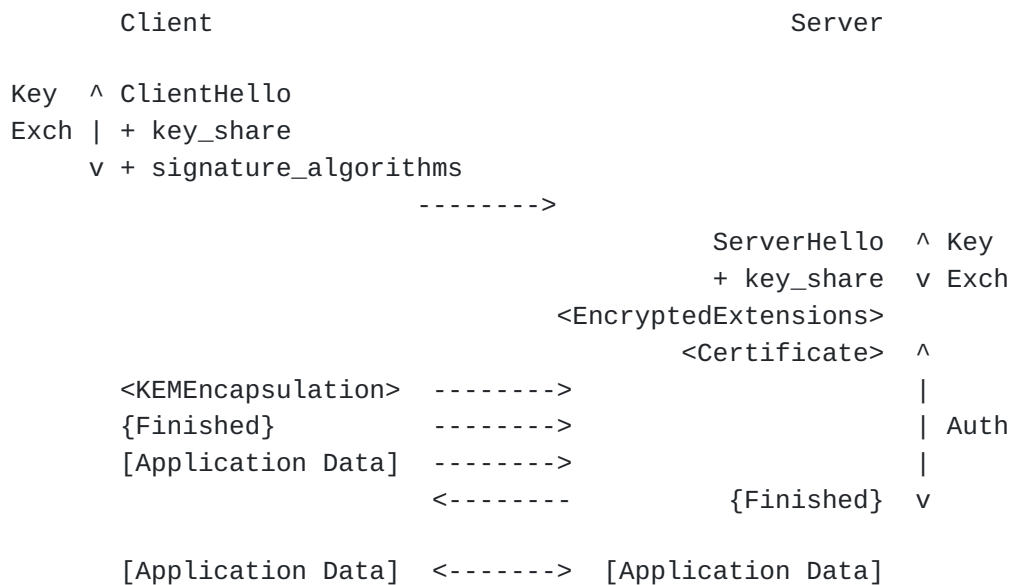 Client                                     Server

Key  ^ ClientHello
Exch | + key_share
     v + signature_algorithms
                          -------->
                                             ServerHello  ^ Key
                                             + key_share  v Exch
                                   <EncryptedExtensions>
                                           <Certificate>  ^
       <KEMEncapsulation>  -------->                      |
       {Finished}          -------->                      | Auth
       [Application Data]  -------->                      |
                           <--------          {Finished}  v

       [Application Data]  <------->  [Application Data]